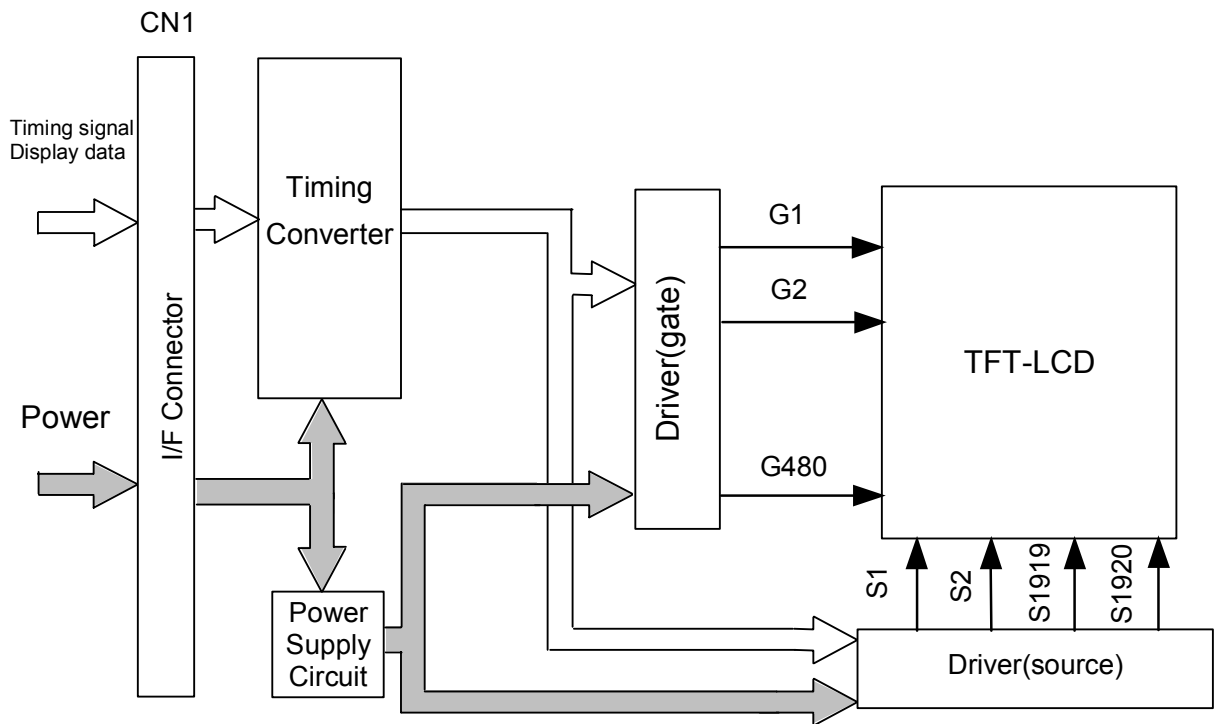 CN1
Timing signal
Display data
Power
I/F Connector
Timing
Converter
Power
Supply
Circuit
Driver(gate)
G1
G2
G480
TFT-LCD
S1
S2
S1919
S1920
Driver(source)